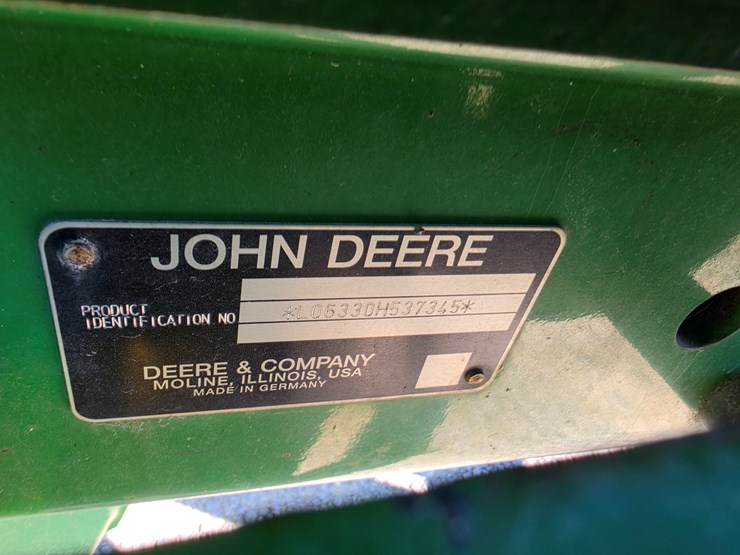 JOHN DEERE
PRODUCT
IDENTIFICATION NO
*L06330H537345*
DEERE & COMPANY
MOLINE, ILLINOIS, USA
MADE IN GERMANY